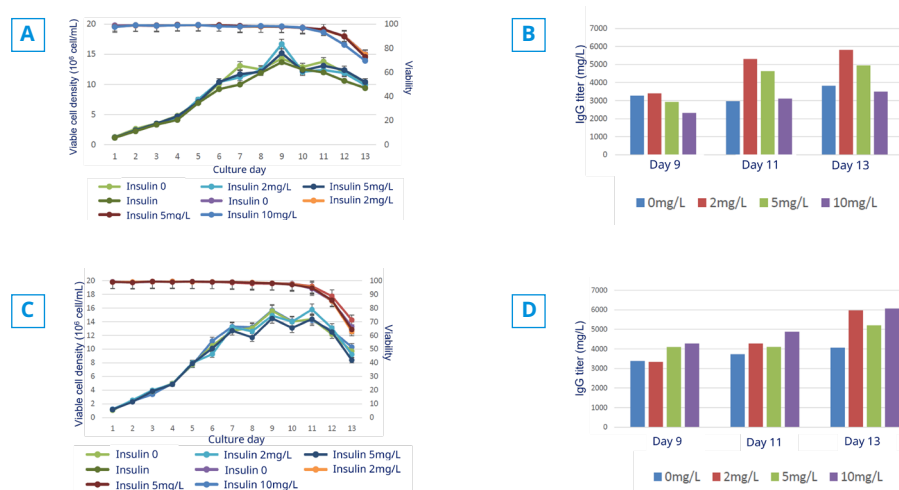 A
Viable cell density (10⁶ cell/mL)
20
15
10
5
0
100
80
60
40
20
0
Viability
1 2 3 4 5 6 7 8 9 10 11 12 13
Culture day
Insulin 0 Insulin 2mg/L Insulin 5mg/L
Insulin Insulin 0 Insulin 2mg/L
Insulin 5mg/L Insulin 10mg/L
B
IgG titer (mg/L)
7000
6000
5000
4000
3000
2000
1000
0
Day 9 Day 11 Day 13
0mg/L 2mg/L 5mg/L 10mg/L
C
Viable cell density (10⁶ cell/mL)
20
18
16
14
12
10
8
6
4
2
0
100
90
80
70
60
50
40
30
20
10
0
Viability
1 2 3 4 5 6 7 8 9 10 11 12 13
Culture day
Insulin 0 Insulin 2mg/L Insulin 5mg/L
Insulin Insulin 0 Insulin 2mg/L
Insulin 5mg/L Insulin 10mg/L
D
IgG titer (mg/L)
7000
6000
5000
4000
3000
2000
1000
0
Day 9 Day 11 Day 13
0mg/L 2mg/L 5mg/L 10mg/L